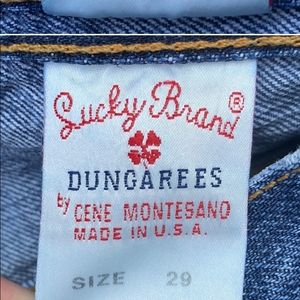 Lucky Brand®
DUNGAREES
by GENE MONTESANO
MADE IN U.S.A.
SIZE 29